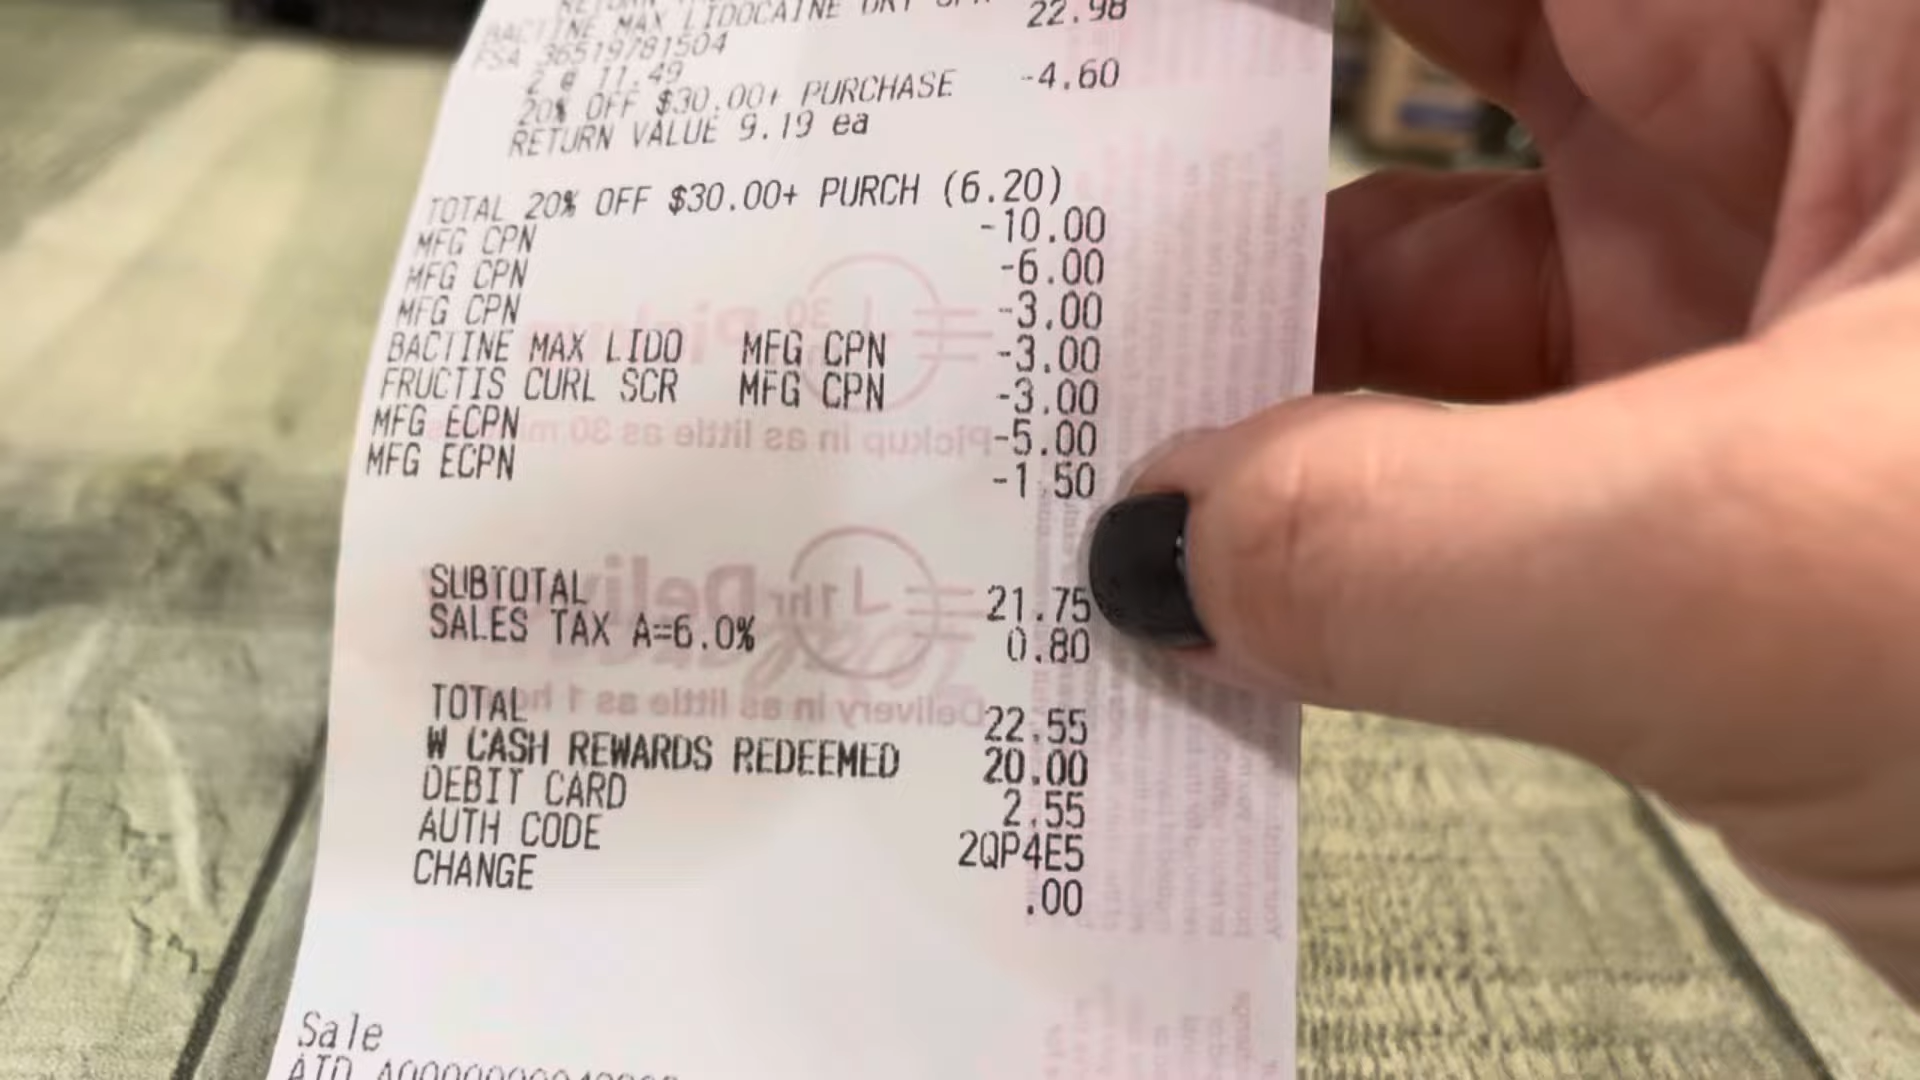 BACTINE MAX LIDOCAINE DRY 22.98
FSA 36519781504
2 @ 11.49
20% OFF $30.00+ PURCHASE -4.60
RETURN VALUE 9.19 ea
TOTAL 20% OFF $30.00+ PURCH (6.20)
MFG CPN -10.00
MFG CPN -6.00
MFG CPN -3.00
BACTINE MAX LIDO MFG CPN -3.00
FRUCTIS CURL SCR MFG CPN -3.00
MFG ECPN -5.00
MFG ECPN -1.50
SUBTOTAL 21.75
SALES TAX A=6.0% 0.80
TOTAL 22.55
W CASH REWARDS REDEEMED 20.00
DEBIT CARD 2.55
AUTH CODE 2QP4E5
CHANGE .00
Sale
AID
Pickup in as little as 30
1hr Delivery
Delivery in as little as 1